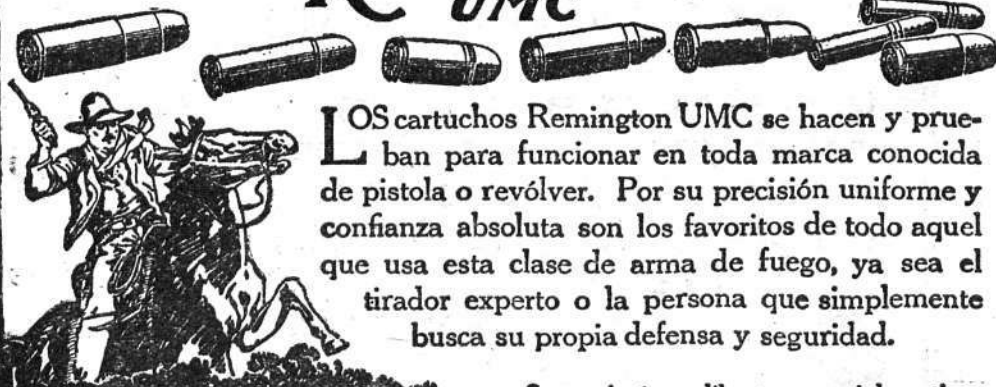 UMC
LOS cartuchos Remington UMC se hacen y prue-
ban para funcionar en toda marca conocida
de pistola o revólver. Por su precisión uniforme y
confianza absoluta son los favoritos de todo aquel
que usa esta clase de arma de fuego, ya sea el
tirador experto o la persona que simplemente
busca su propia defensa y seguridad.